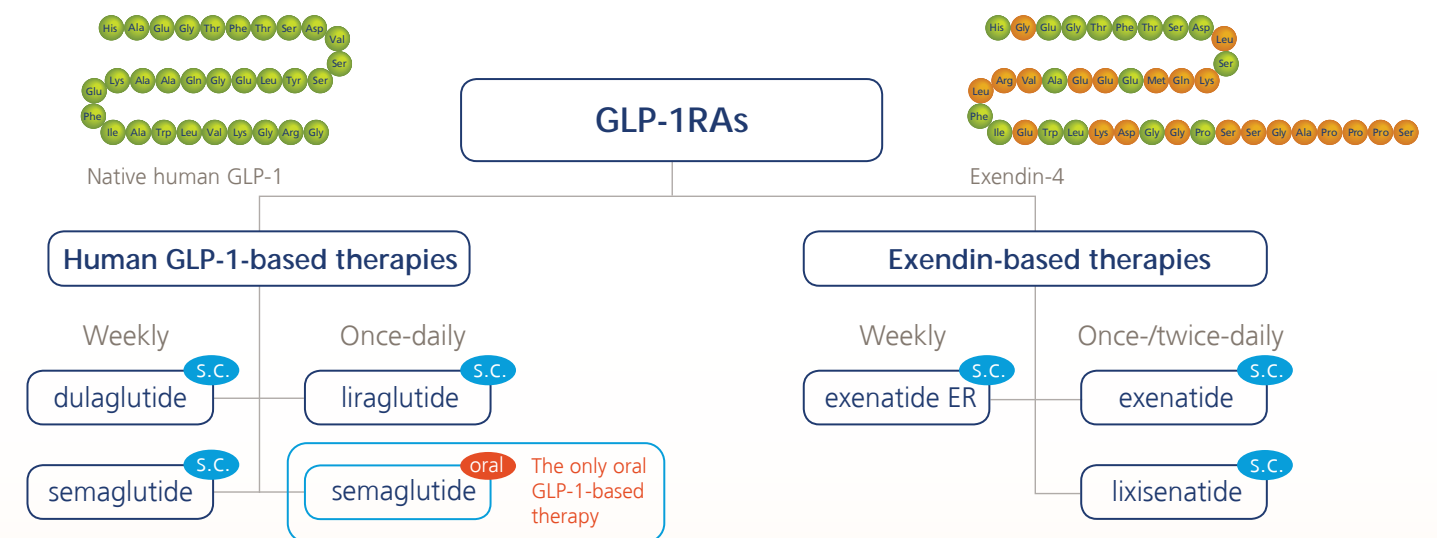 His Ala Glu Gly Thr Phe Thr Ser Asp
Val
Ser
Lys Ala Ala Gln Gly Glu Leu Tyr Ser
Glu
Phe
Ile Ala Trp Leu Val Lys Gly Arg Gly
Native human GLP-1
GLP-1RAs
His Gly Glu Gly Thr Phe Thr Ser Asp
Leu
Ser
Arg Val Ala Glu Glu Glu Met Gln Lys
Leu
Phe
Ile Glu Trp Leu Lys Asp Gly Gly Pro Ser Ser Gly Ala Pro Pro Pro Ser
Exendin-4
Human GLP-1-based therapies
Weekly
Once-daily
s.c.
dulaglutide
s.c.
liraglutide
s.c.
semaglutide
oral
semaglutide
The only oral
GLP-1-based
therapy
Exendin-based therapies
Weekly
Once-/twice-daily
s.c.
exenatide ER
s.c.
exenatide
s.c.
lixisenatide